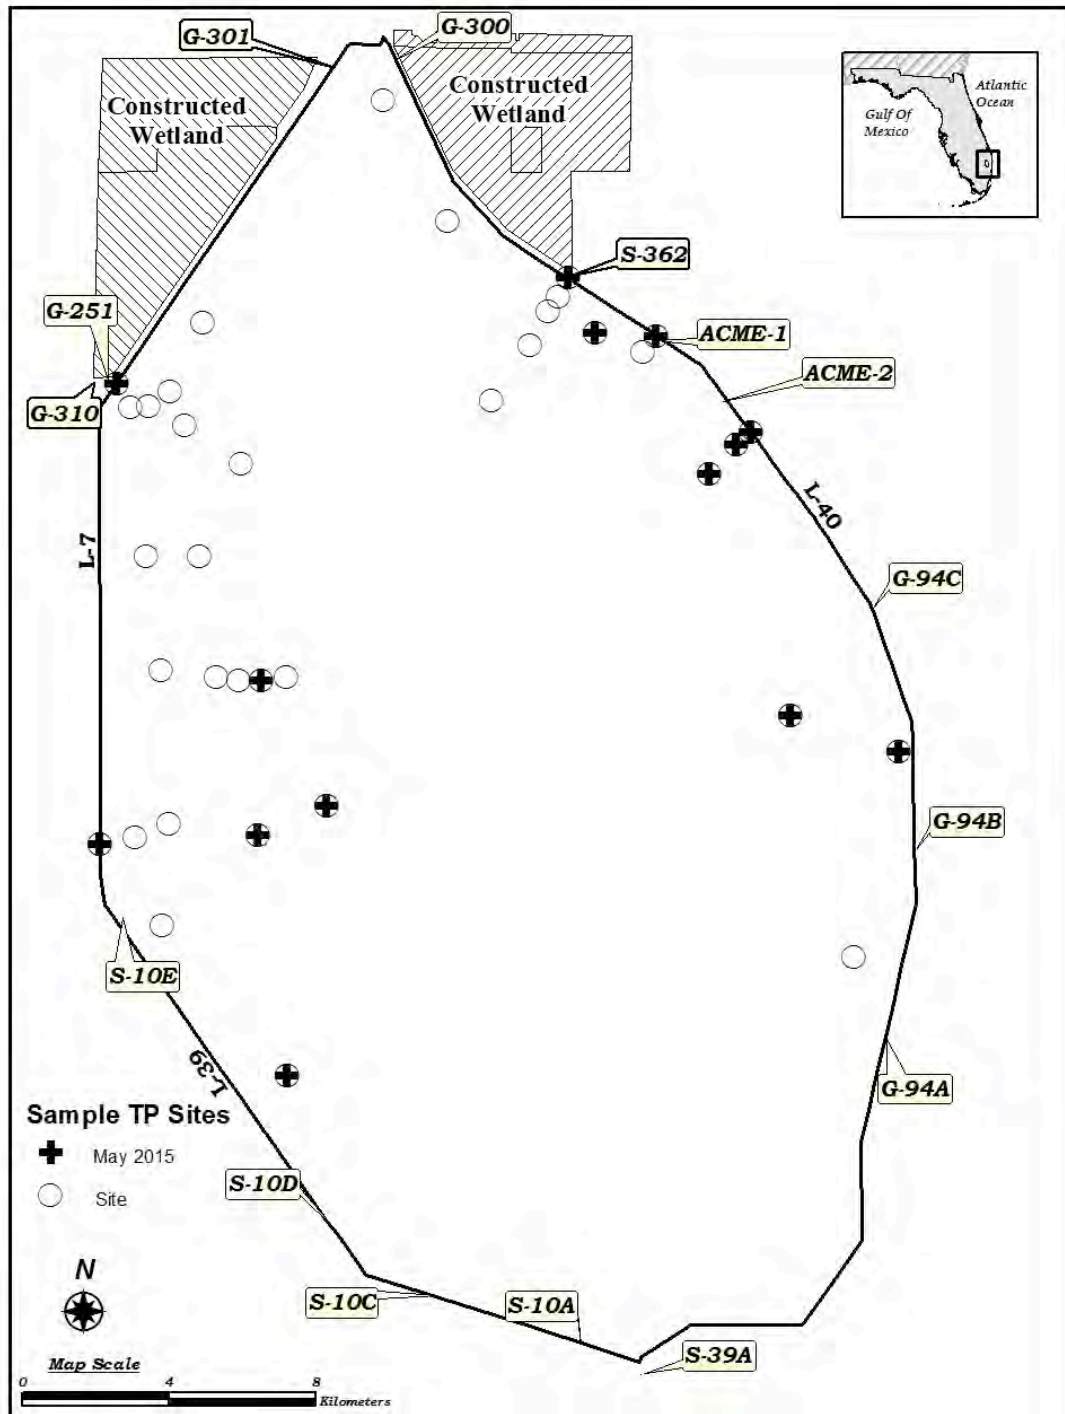 G-301
G-300
Constructed
Wetland
Constructed
Wetland
Atlantic
Ocean
Gulf Of
Mexico
S-362
G-251
ACME-1
ACME-2
G-310
L-40
L-7
G-94C
G-94B
S-10E
L-39
G-94A
Sample TP Sites
May 2015
Site
S-10D
N
S-10C
S-10A
S-39A
Map Scale
0 4 8
Kilometers